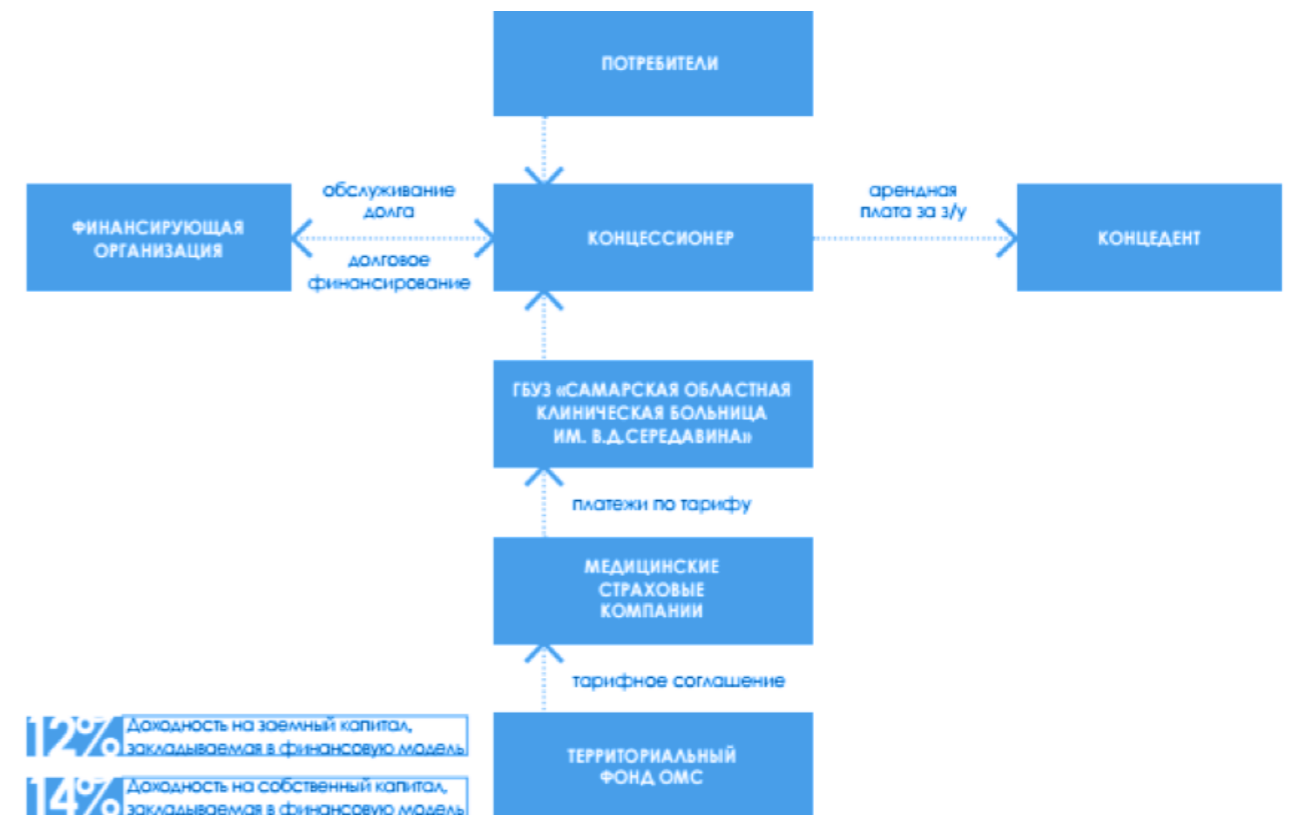 ПОТРЕБИТЕЛИ
обслуживание
долга
арендная
плата за з/у
ФИНАНСИРУЮЩАЯ
ОРГАНИЗАЦИЯ
КОНЦЕССИОНЕР
КОНЦЕДЕНТ
долговое
финансирование
ГБУЗ «САМАРСКАЯ ОБЛАСТНАЯ
КЛИНИЧЕСКАЯ БОЛЬНИЦА
ИМ. В.Д.СЕРЕДАВИНА»
платежи по тарифу
МЕДИЦИНСКИЕ
СТРАХОВЫЕ
КОМПАНИИ
тарифное соглашение
12%
Доходность на заемный капитал,
закладываемая в финансовую модель
ТЕРРИТОРИАЛЬНЫЙ
ФОНД ОМС
14%
Доходность на собственный капитал,
закладываемая в финансовую модель